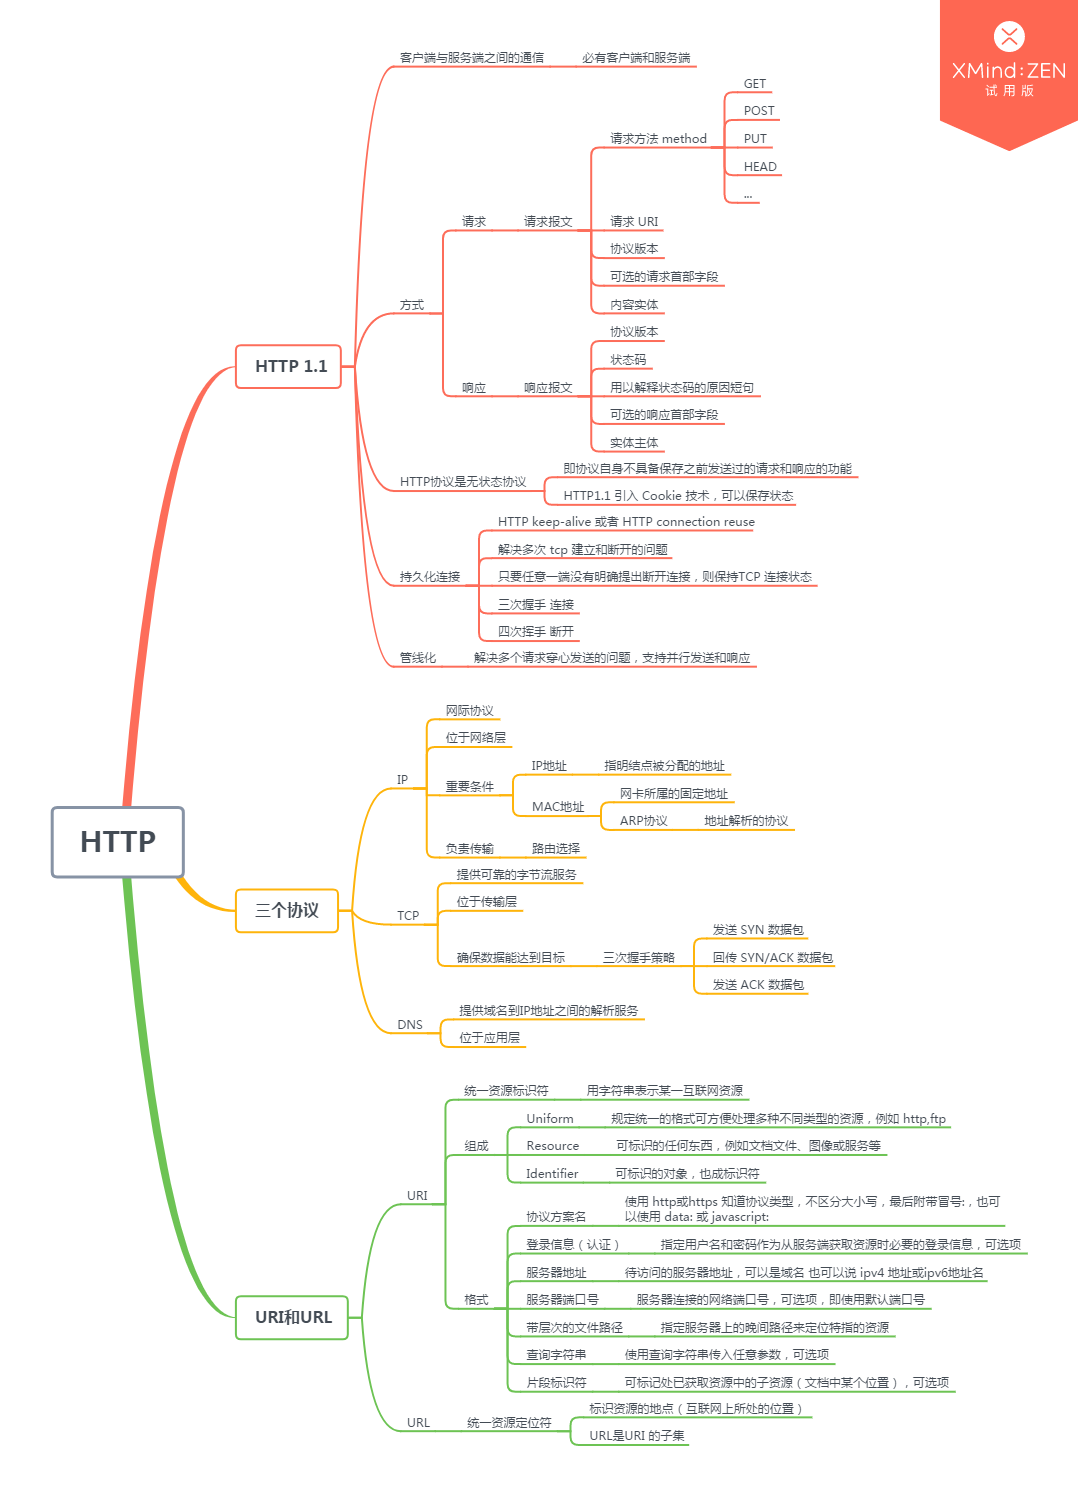 XMind:ZEN
试用版
HTTP
HTTP 1.1
客户端与服务端之间的通信
必有客户端和服务端
方式
请求
请求报文
请求方法 method
GET
POST
PUT
HEAD
...
请求 URI
协议版本
可选的请求首部字段
内容实体
响应
响应报文
协议版本
状态码
用以解释状态码的原因短句
可选的响应首部字段
实体主体
HTTP协议是无状态协议
即协议自身不具备保存之前发送过的请求和响应的功能
HTTP1.1 引入 Cookie 技术，可以保存状态
持久化连接
HTTP keep-alive 或者 HTTP connection reuse
解决多次 tcp 建立和断开的问题
只要任意一端没有明确提出断开连接，则保持TCP 连接状态
三次握手 连接
四次挥手 断开
管线化
解决多个请求穿心发送的问题，支持并行发送和响应
三个协议
IP
网际协议
位于网络层
重要条件
IP地址
指明结点被分配的地址
MAC地址
网卡所属的固定地址
ARP协议
地址解析的协议
负责传输
路由选择
TCP
提供可靠的字节流服务
位于传输层
确保数据能达到目标
三次握手策略
发送 SYN 数据包
回传 SYN/ACK 数据包
发送 ACK 数据包
DNS
提供域名到IP地址之间的解析服务
位于应用层
URI和URL
URI
统一资源标识符
用字符串表示某一互联网资源
组成
Uniform
规定统一的格式可方便处理多种不同类型的资源，例如 http,ftp
Resource
可标识的任何东西，例如文档文件、图像或服务等
Identifier
可标识的对象，也成标识符
格式
协议方案名
使用 http或https 知道协议类型，不区分大小写，最后附带冒号:，也可
以使用 data: 或 javascript:
登录信息（认证）
指定用户名和密码作为从服务端获取资源时必要的登录信息，可选项
服务器地址
待访问的服务器地址，可以是域名 也可以说 ipv4 地址或ipv6地址名
服务器端口号
服务器连接的网络端口号，可选项，即使用默认端口号
带层次的文件路径
指定服务器上的晚间路径来定位特指的资源
查询字符串
使用查询字符串传入任意参数，可选项
片段标识符
可标记处已获取资源中的子资源（文档中某个位置），可选项
URL
统一资源定位符
标识资源的地点（互联网上所处的位置）
URL是URI 的子集